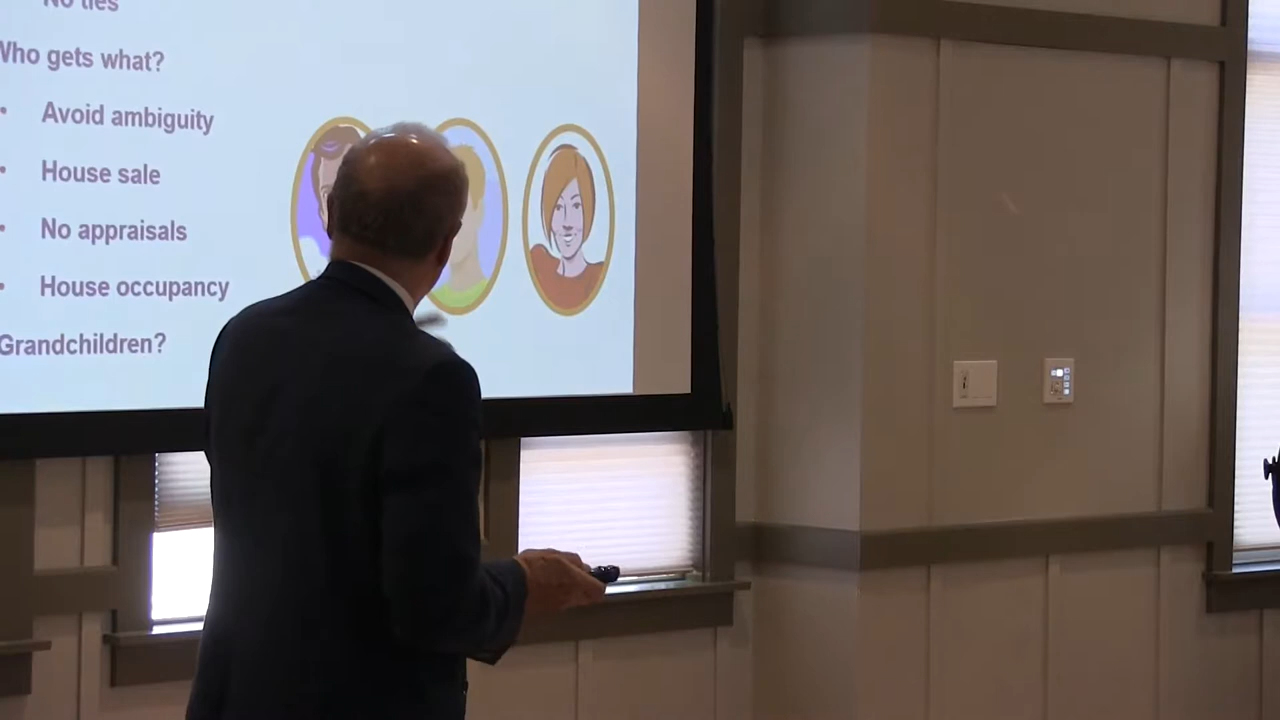 No ties
Who gets what?
• Avoid ambiguity
• House sale
• No appraisals
• House occupancy
Grandchildren?